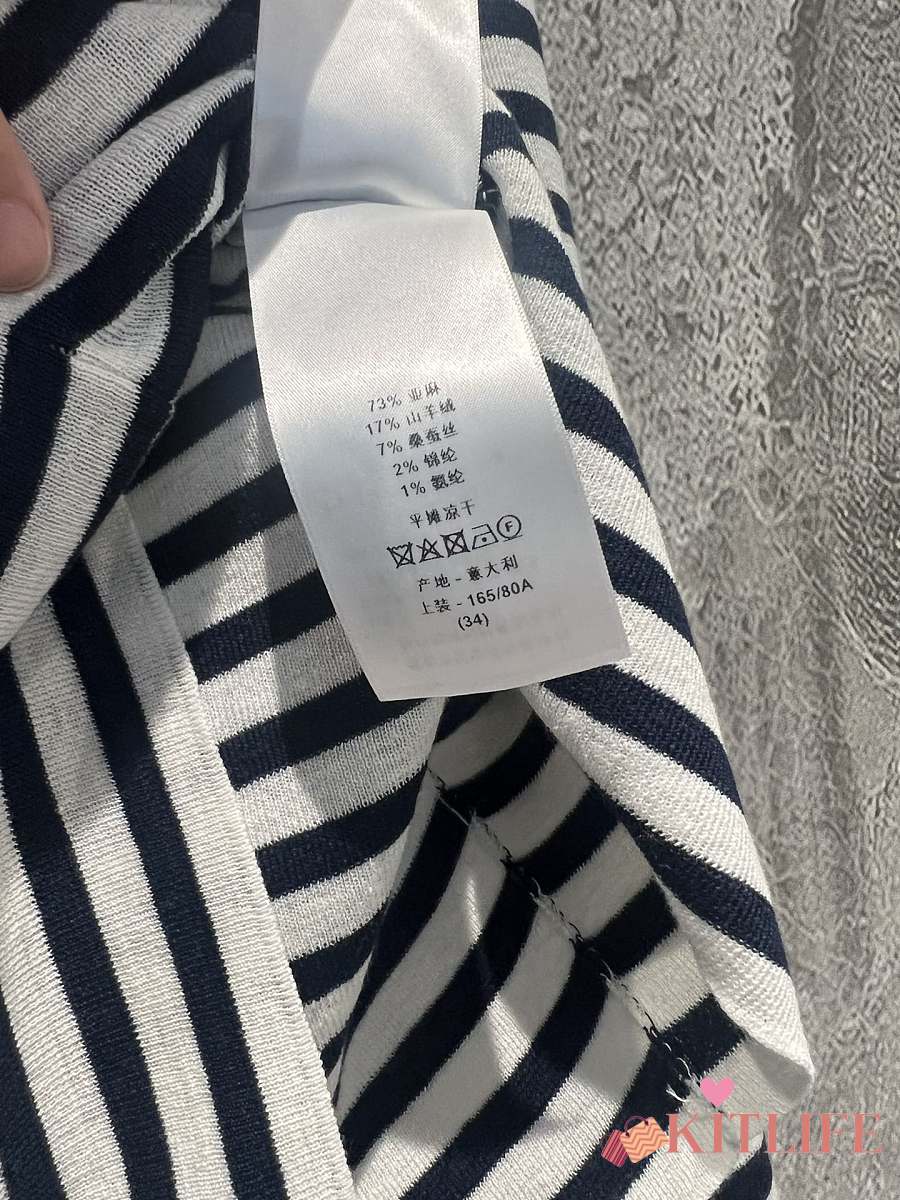 73% 亚麻
17% 山羊绒
7% 桑蚕丝
2% 锦纶
1% 氨纶
平摊凉干
F
产地 - 意大利
上装 - 165/80A
(34)
KITLIFE